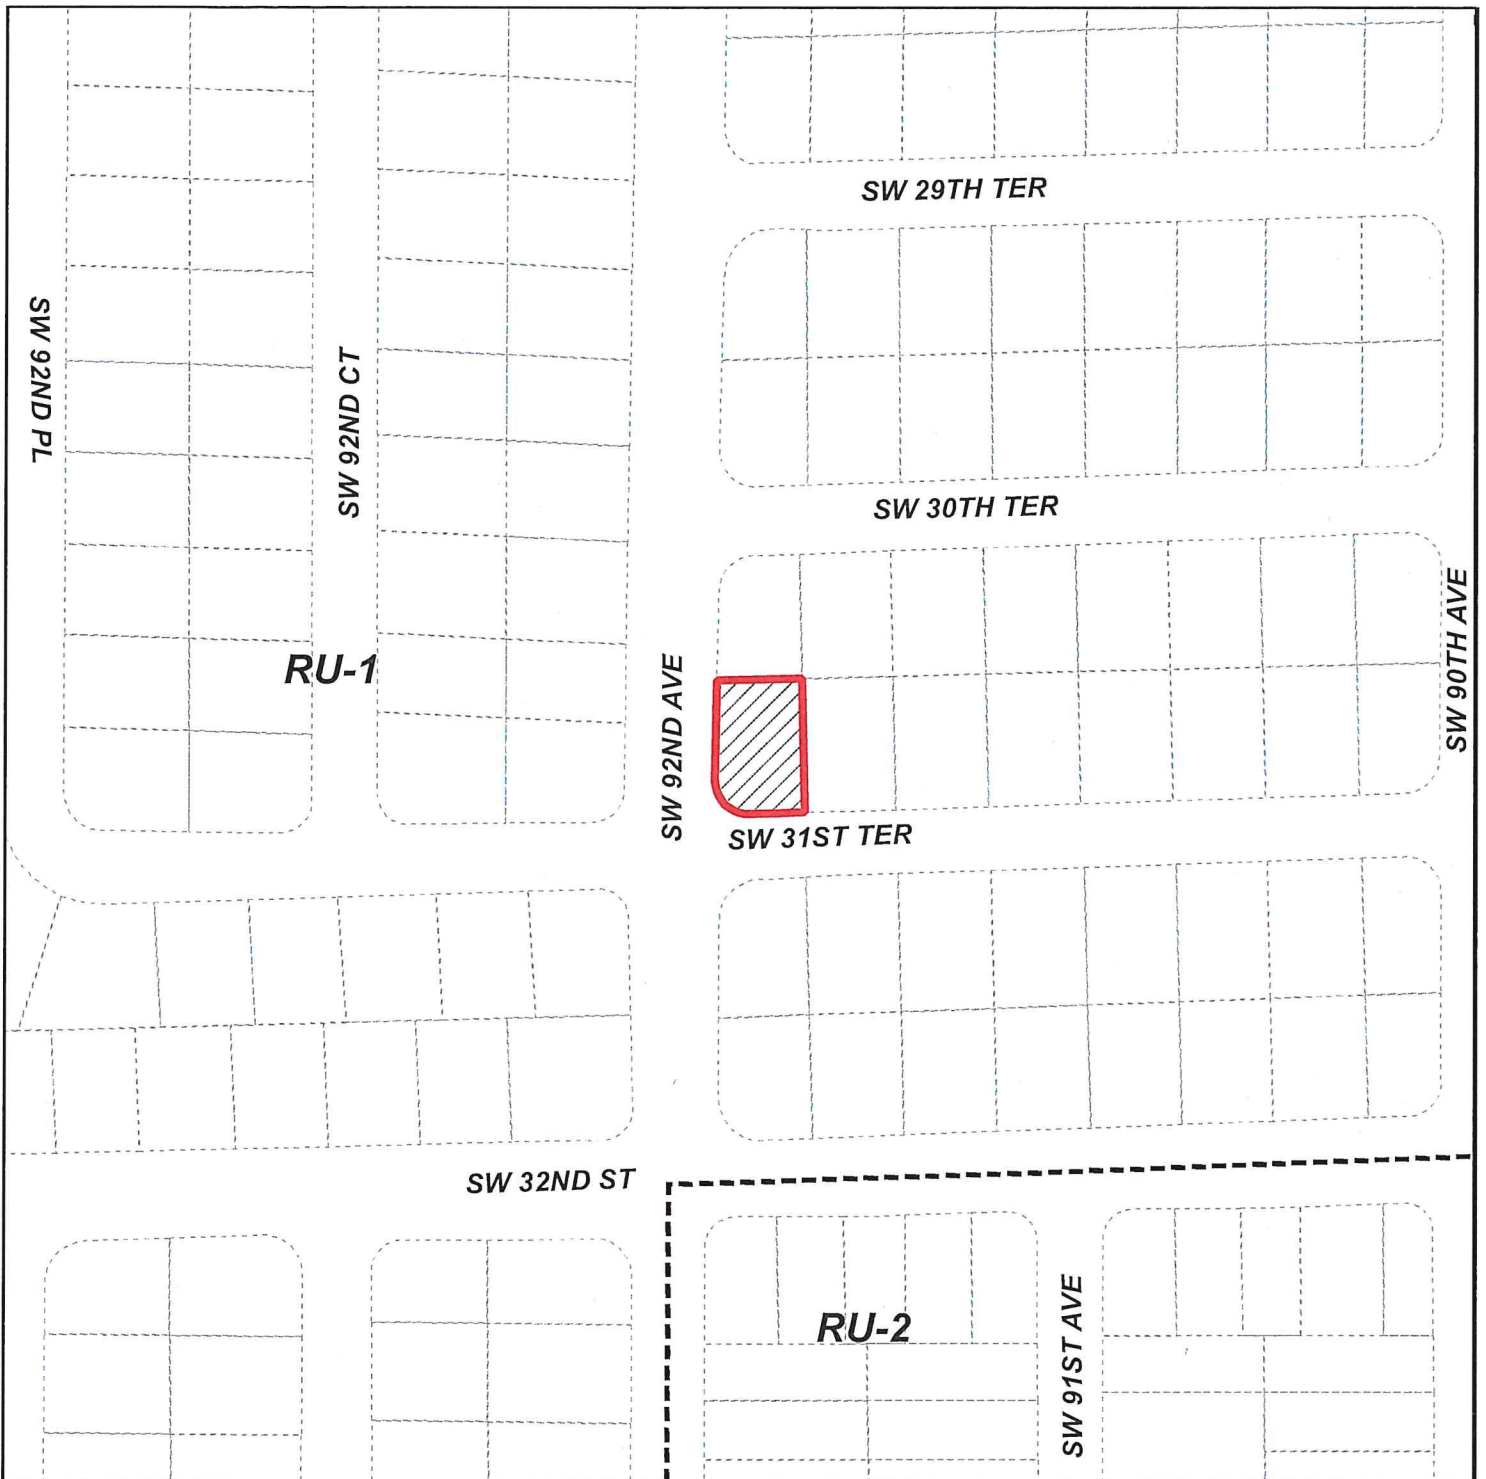 SW 29TH TER
SW 92ND PL
SW 92ND CT
SW 30TH TER
SW 90TH AVE
RU-1
SW 92ND AVE
SW 31ST TER
SW 32ND ST
RU-2
SW 91ST AVE